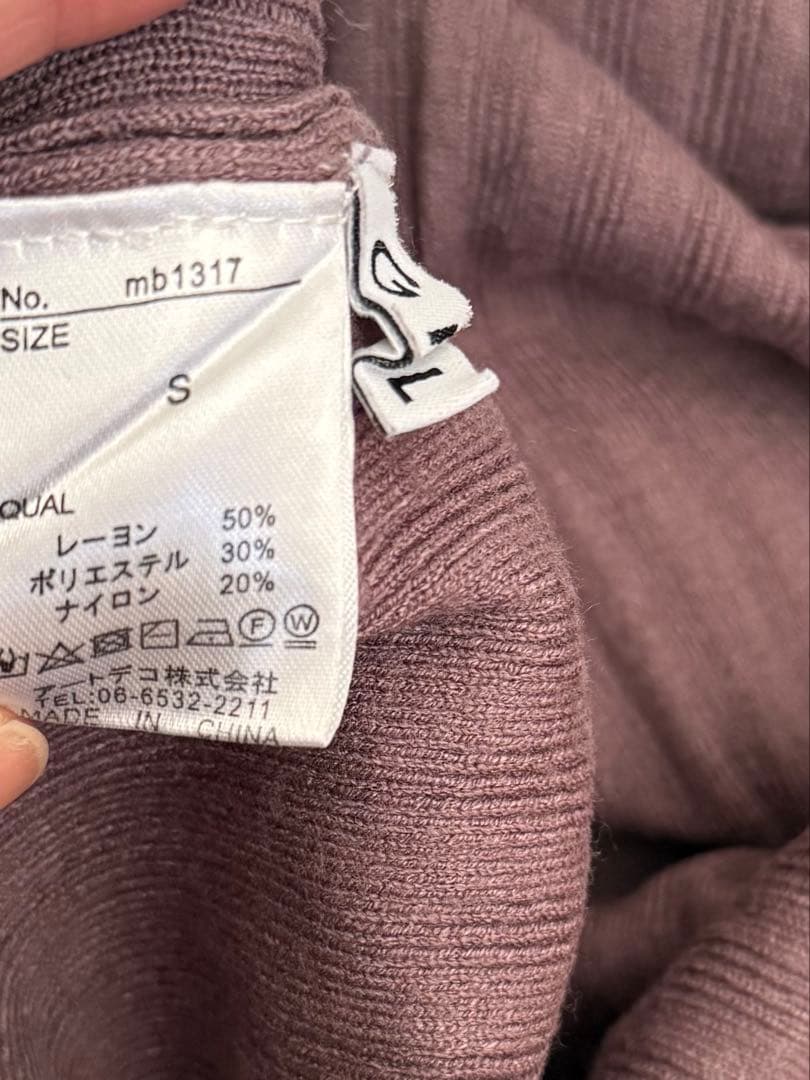 No. mb1317
SIZE
S
QUAL
レーヨン 50%
ポリエステル 30%
ナイロン 20%
F W
トデコ株式会社
TEL:06-6532-2211
MADE IN CHINA